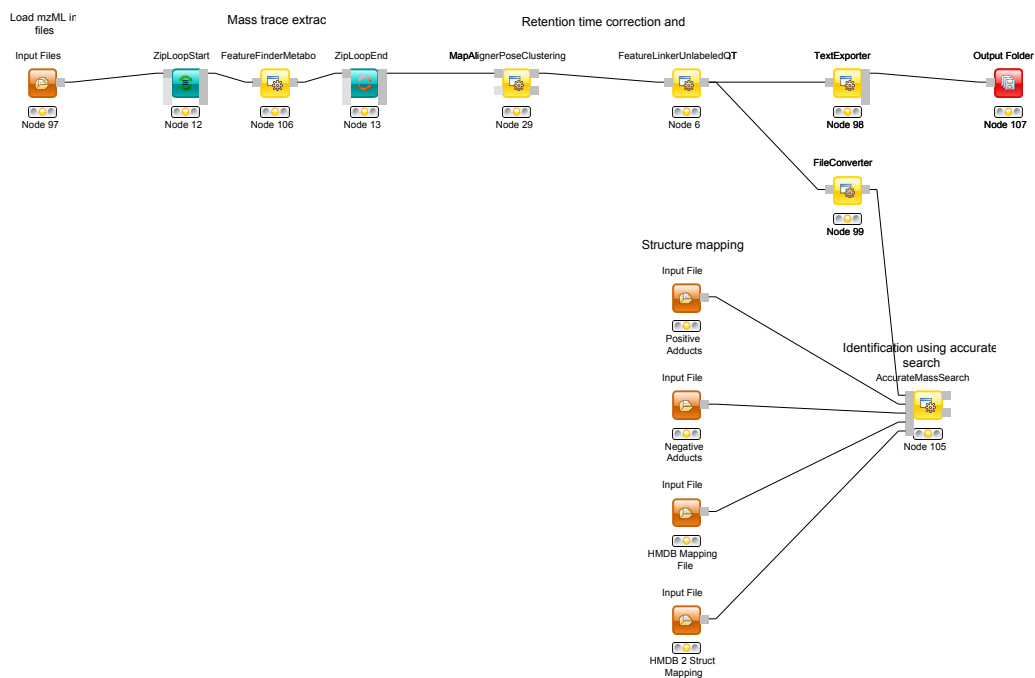 Load mzML in
files
Mass trace extrac
Retention time correction and
Input Files
ZipLoopStart
FeatureFinderMetabo
ZipLoopEnd
MapAlignerPoseClustering
FeatureLinkerUnlabeledQT
TextExporter
Output Folder
Node 97
Node 12
Node 106
Node 13
Node 29
Node 6
Node 98
Node 107
FileConverter
Node 99
Structure mapping
Input File
Positive
Adducts
Identification using accurate
search
AccurateMassSearch
Node 105
Input File
Negative
Adducts
Input File
HMDB Mapping
File
Input File
HMDB 2 Struct
Mapping